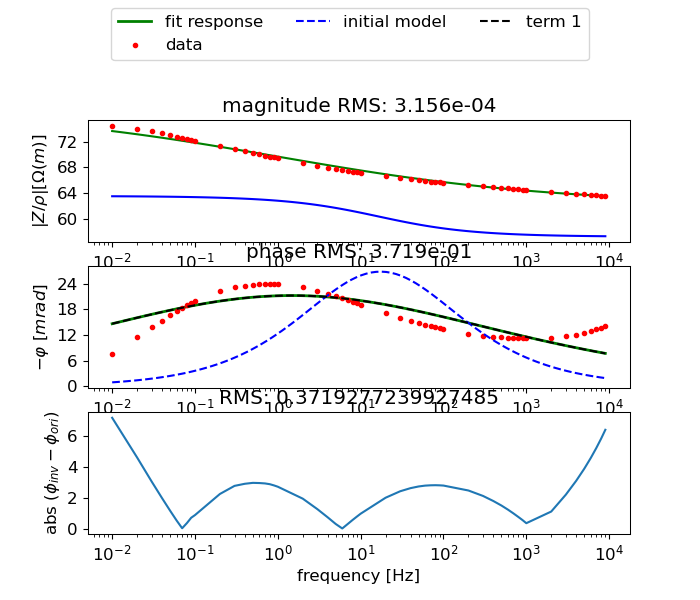 fit response initial model term 1
data
magnitude RMS: 3.156e-04
|Z/ρ|[Ω(m)]
72
68
64
60
10⁻² 10⁻¹ 10⁰ 10¹ 10² 10³ 10⁴
phase RMS: 3.719e-01
−φ [mrad]
24
18
12
6
0
10⁻² 10⁻¹ 10⁰ 10¹ 10² 10³ 10⁴
RMS: 0.3719277239927485
abs (ϕinv − ϕori)
6
4
2
0
10⁻² 10⁻¹ 10⁰ 10¹ 10² 10³ 10⁴
frequency [Hz]